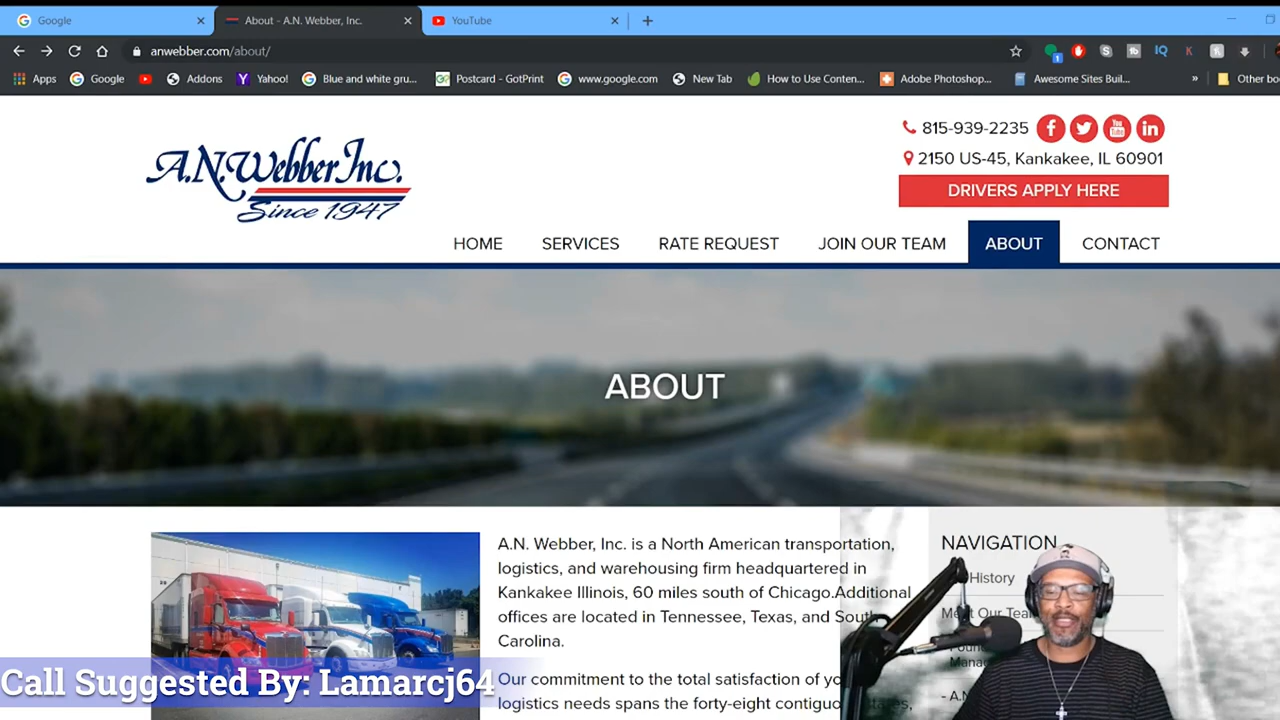 Google
About – A.N. Webber, Inc.
YouTube
anwebber.com/about/
Apps
Google
Addons
Yahoo!
Blue and white gru...
Postcard - GotPrint
www.google.com
New Tab
How to Use Conten...
Adobe Photoshop...
Awesome Sites Buil...
»
Other bo
A.N. Webber Inc.
Since 1947
815-939-2235
2150 US-45, Kankakee, IL 60901
DRIVERS APPLY HERE
HOME
SERVICES
RATE REQUEST
JOIN OUR TEAM
ABOUT
CONTACT
ABOUT
A.N. Webber, Inc. is a North American transportation,
logistics, and warehousing firm headquartered in
Kankakee Illinois, 60 miles south of Chicago.Additional
offices are located in Tennessee, Texas, and South
Carolina.
Our commitment to the total satisfaction of
logistics needs spans the forty-eight
NAVIGATION
History
Meet Our
Call Suggested By: Lamarcj64